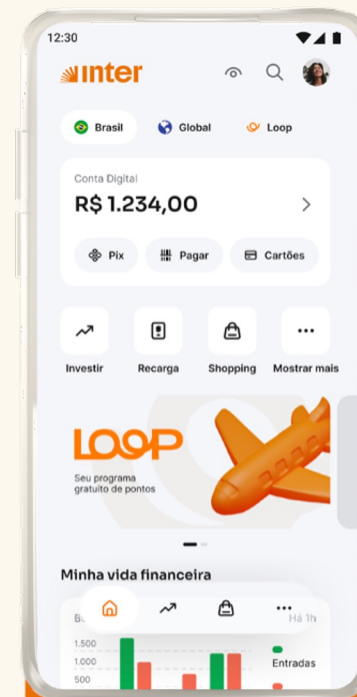 12:30
inter
Brasil Global Loop
Conta Digital
R$ 1.234,00
Pix Pagar Cartões
Investir Recarga Shopping Mostrar mais
LOOP
Seu programa
gratuito de pontos
Minha vida financeira
Há 1h
1.500
1.000
Entradas
500